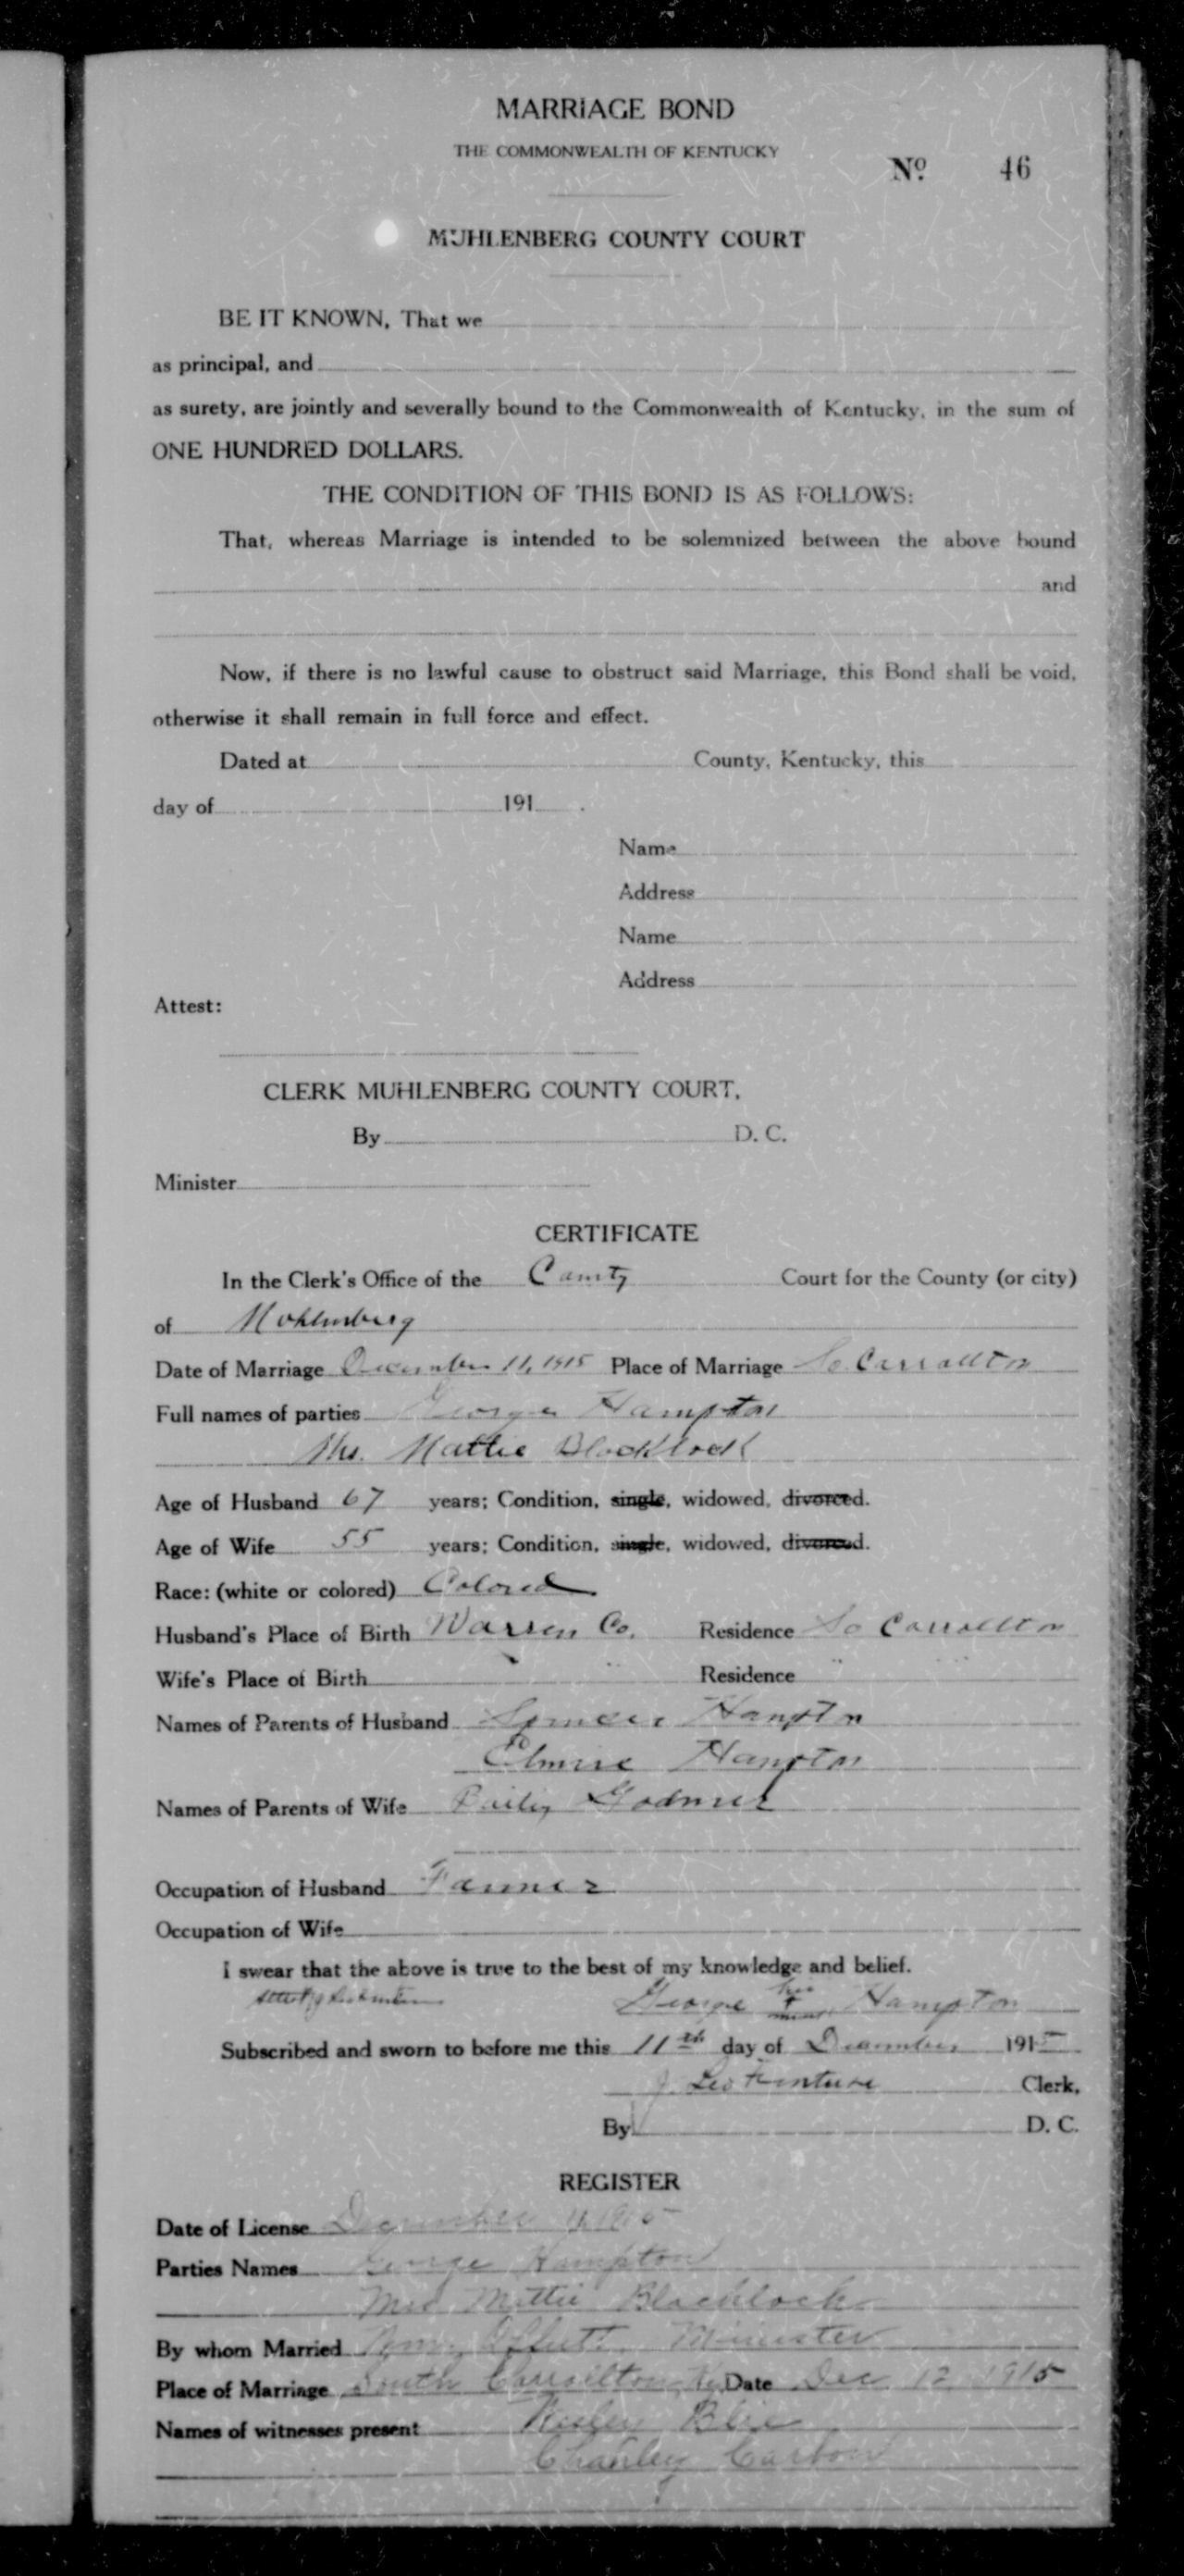 MARRIAGE BOND
THE COMMONWEALTH OF KENTUCKY
No. 46
MUHLENBERG COUNTY COURT
BE IT KNOWN, That we
as principal, and
as surety, are jointly and severally bound to the Commonwealth of Kentucky, in the sum of
ONE HUNDRED DOLLARS.
THE CONDITION OF THIS BOND IS AS FOLLOWS:
That, whereas Marriage is intended to be solemnized between the above bound
and
Now, if there is no lawful cause to obstruct said Marriage, this Bond shall be void,
otherwise it shall remain in full force and effect.
Dated at County, Kentucky, this
day of 191 .
Name
Address
Name
Address
Attest:
CLERK MUHLENBERG COUNTY COURT,
By D. C.
Minister
CERTIFICATE
In the Clerk's Office of the County Court for the County (or city)
of Muhlenberg
Date of Marriage December 11, 1915 Place of Marriage So. Carrollton
Full names of parties George Hampton
Mrs. Mattie Blacklock
Age of Husband 67 years; Condition, single, widowed, divorced.
Age of Wife 55 years; Condition, single, widowed, divorced.
Race: (white or colored) Colored
Husband's Place of Birth Warren Co. Residence So Carrollton
Wife's Place of Birth " " Residence " "
Names of Parents of Husband Spencer Hampton
Elmire Hampton
Names of Parents of Wife Bailey
Occupation of Husband Farmer
Occupation of Wife
I swear that the above is true to the best of my knowledge and belief.
George his + mark Hampton
Subscribed and sworn to before me this 11th day of December 1915
J. Leo Clerk,
By D. C.
REGISTER
Date of License December 11 1915
Parties Names George Hampton
Mrs Mattie Blacklock
By whom Married Minister
Place of Marriage South Carrollton, Ky Date Dec 12 1915
Names of witnesses present
Charley